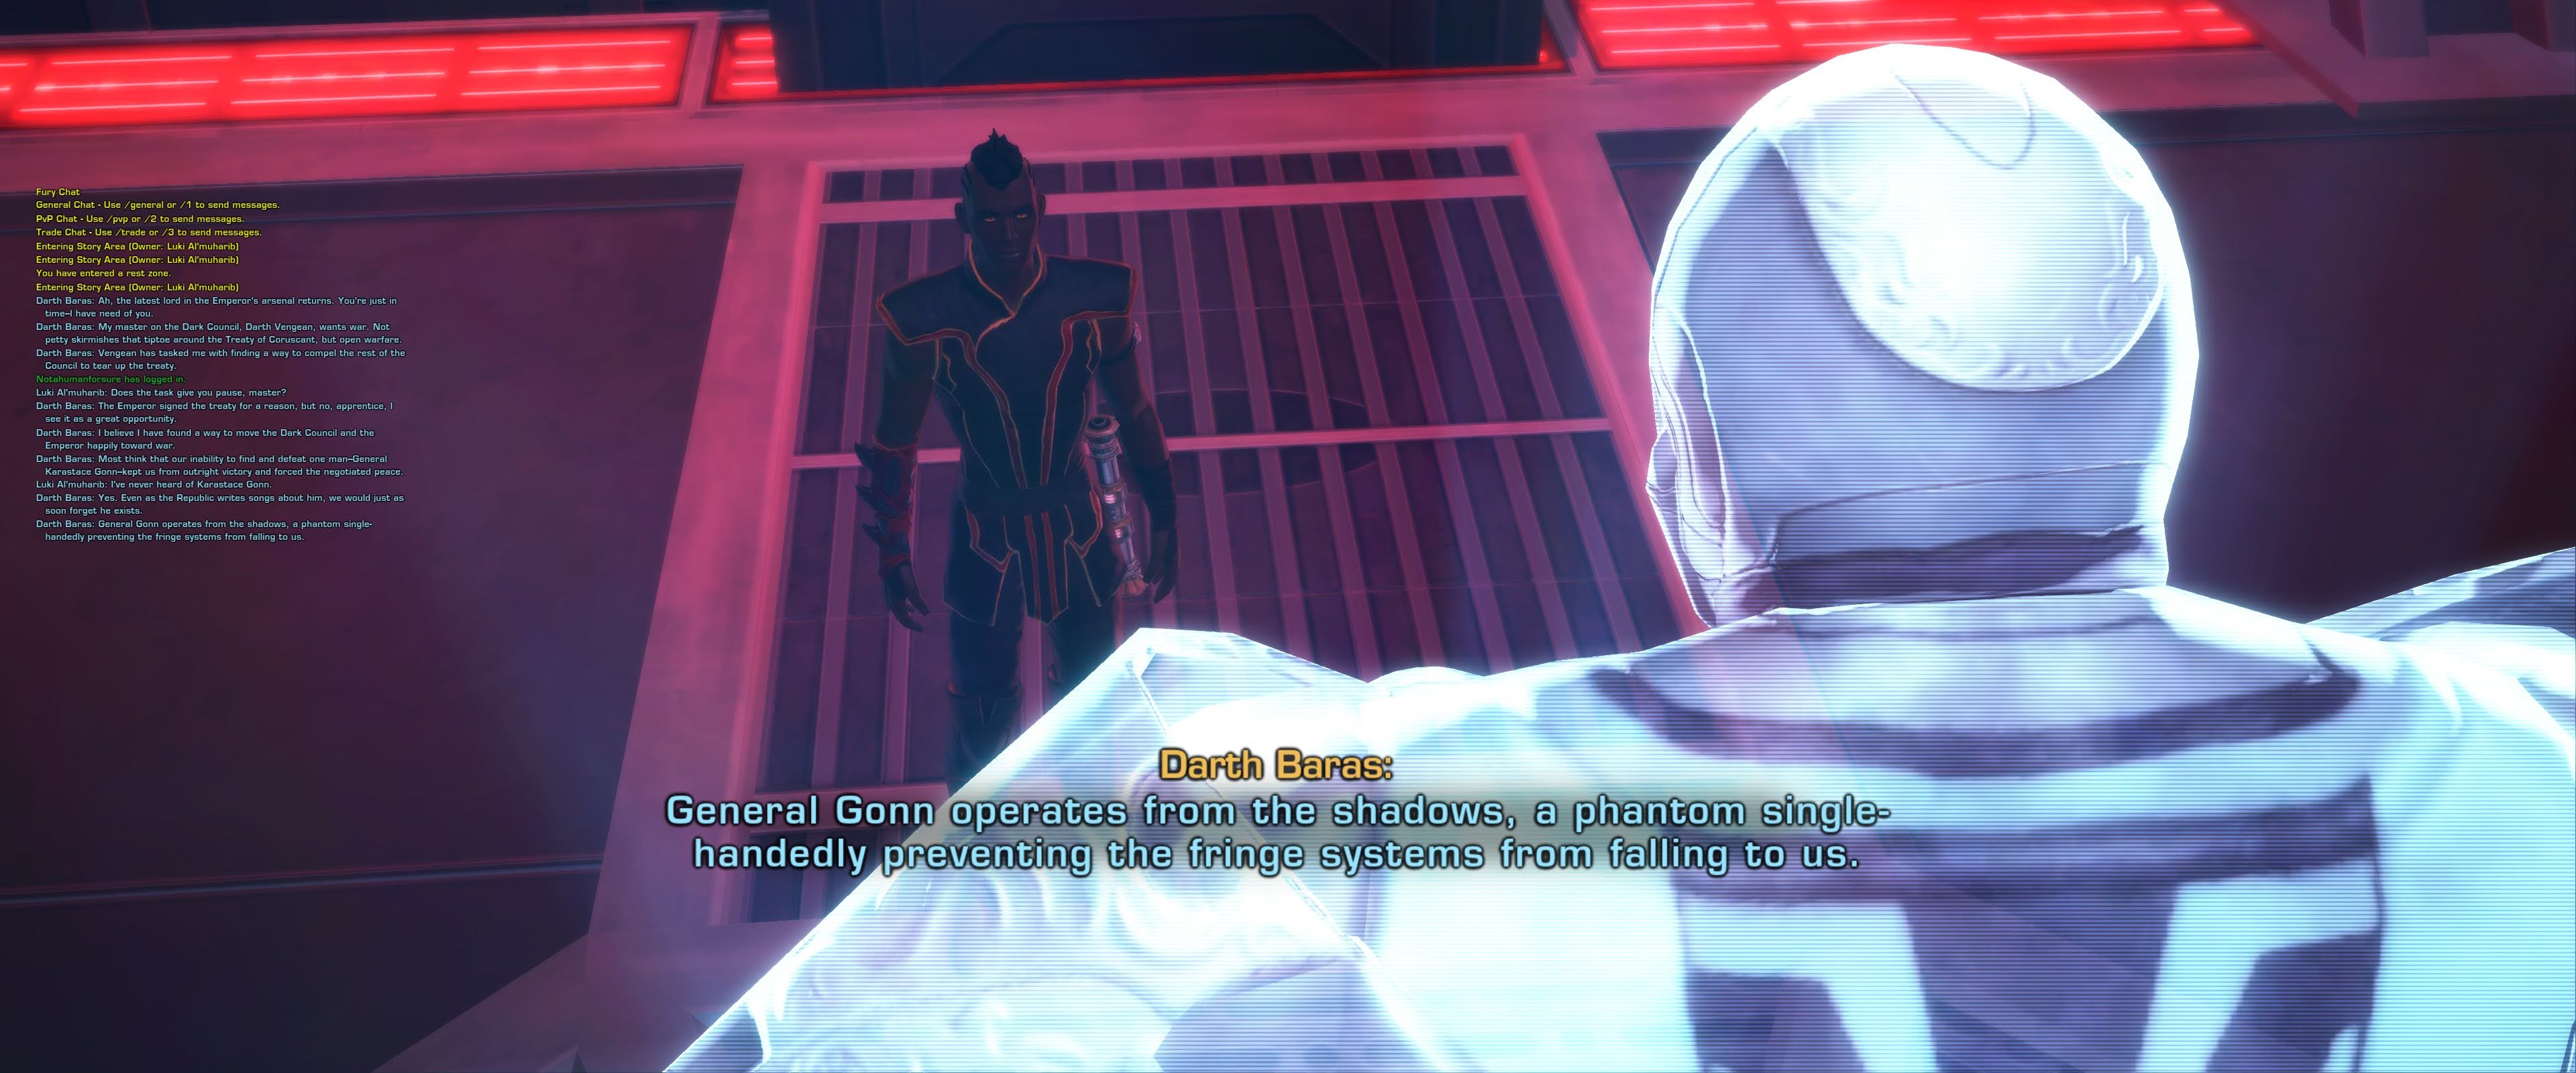 Fury Chat
General Chat - Use /general or /1 to send messages.
PvP Chat - Use /pvp or /2 to send messages.
Trade Chat - Use /trade or /3 to send messages.
Entering Story Area (Owner: Luki Al'muharib)
Entering Story Area (Owner: Luki Al'muharib)
You have entered a rest zone.
Entering Story Area (Owner: Luki Al'muharib)
Darth Baras: Ah, the latest lord in the Emperor's arsenal returns. You're just in
time—I have need of you.
Darth Baras: My master on the Dark Council, Darth Vengean, wants war. Not
petty skirmishes that tiptoe around the Treaty of Coruscant, but open warfare.
Darth Baras: Vengean has tasked me with finding a way to compel the rest of the
Council to tear up the treaty.
Notahumanforsure has logged in.
Luki Al'muharib: Does the task give you pause, master?
Darth Baras: The Emperor signed the treaty for a reason, but no, apprentice, I
see it as a great opportunity.
Darth Baras: I believe I have found a way to move the Dark Council and the
Emperor happily toward war.
Darth Baras: Most think that our inability to find and defeat one man—General
Karastace Gonn—kept us from outright victory and forced the negotiated peace.
Luki Al'muharib: I've never heard of Karastace Gonn.
Darth Baras: Yes. Even as the Republic writes songs about him, we would just as
soon forget he exists.
Darth Baras: General Gonn operates from the shadows, a phantom single-
handedly preventing the fringe systems from falling to us.
Darth Baras:
General Gonn operates from the shadows, a phantom single-
handedly preventing the fringe systems from falling to us.